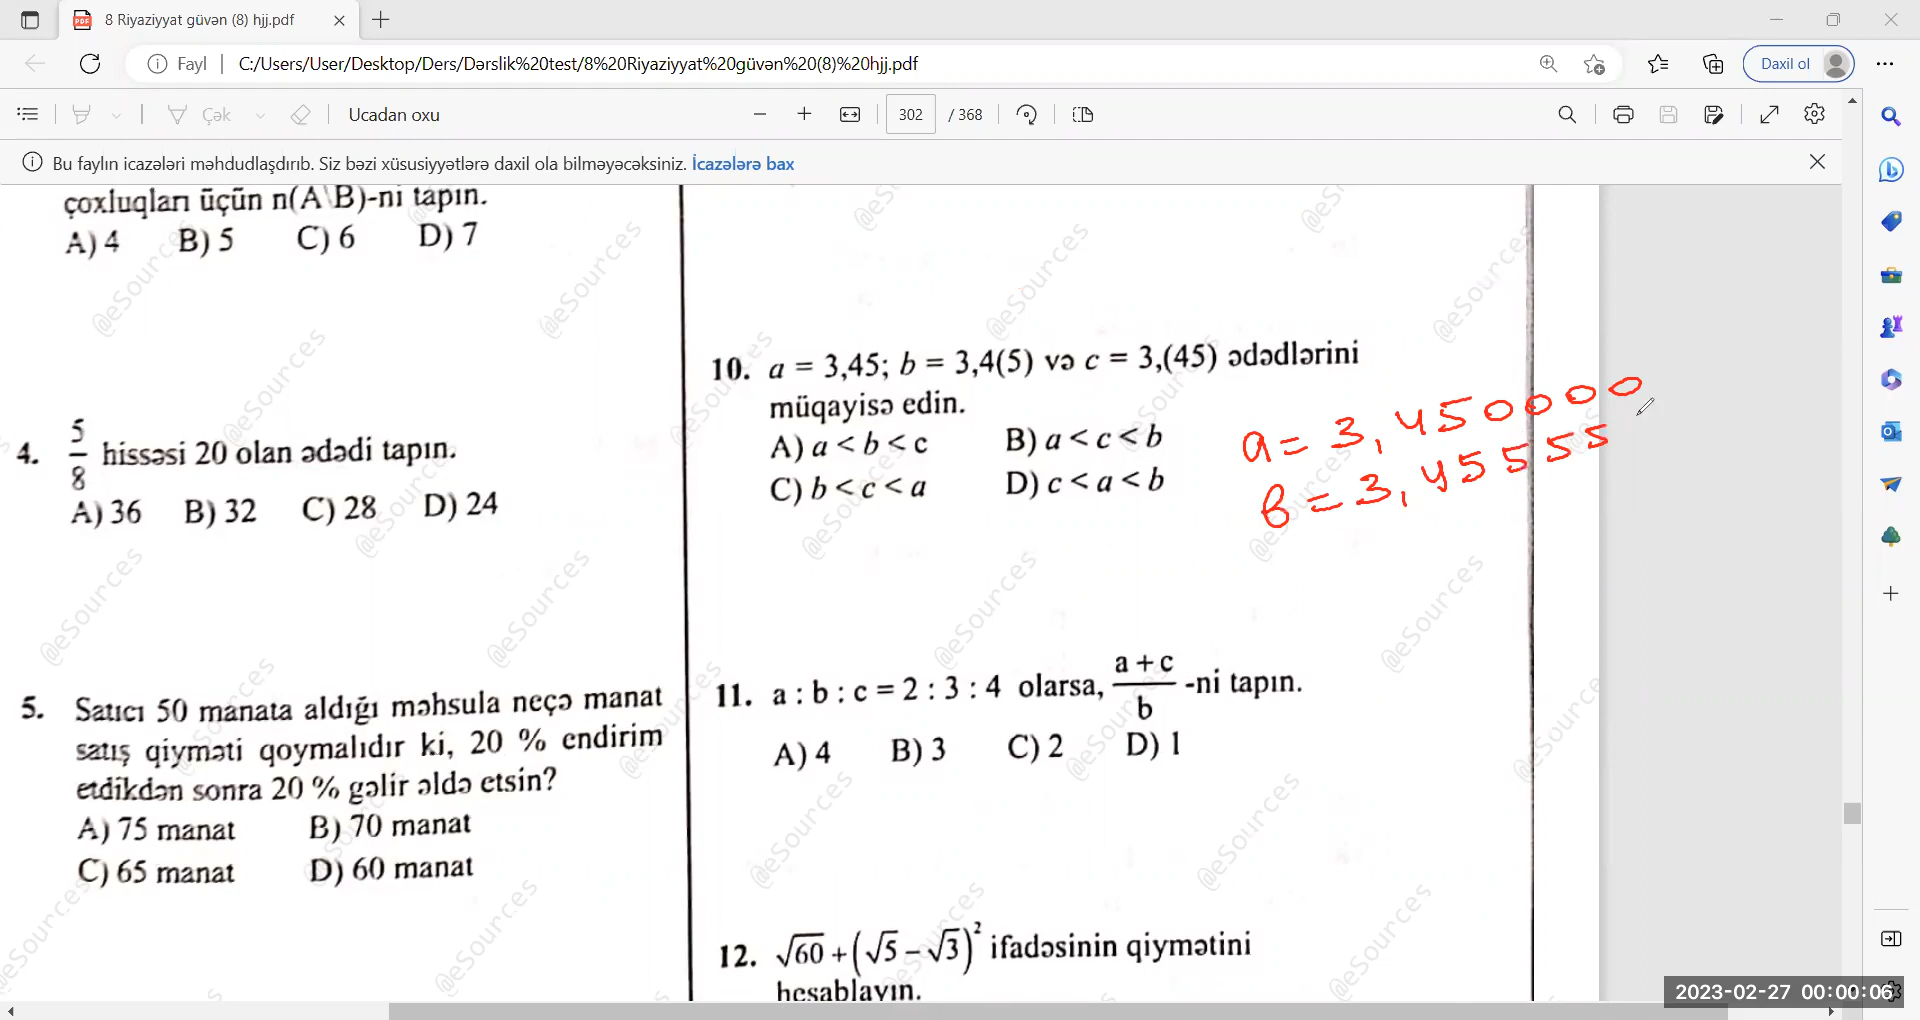 8 Riyaziyyat güvən (8) hjj.pdf
Fayl
C:/Users/User/Desktop/Ders/Dərslik%20test/8%20Riyaziyyat%20güvən%20(8)%20hjj.pdf
Daxil ol
Çək
Ucadan oxu
302 / 368
Bu faylın icazələri məhdudlaşdırıb. Siz bəzi xüsusiyyətlərə daxil ola bilməyəcəksiniz. İcazələrə bax
çoxluqları üçün n(A\B)-ni tapın.
A) 4 B) 5 C) 6 D) 7
4. 5/8 hissəsi 20 olan ədədi tapın.
A) 36 B) 32 C) 28 D) 24
5. Satıcı 50 manata aldığı məhsula neçə manat
satış qiyməti qoymalıdır ki, 20 % endirim
etdikdən sonra 20 % gəlir əldə etsin?
A) 75 manat B) 70 manat
C) 65 manat D) 60 manat
10. a = 3,45; b = 3,4(5) və c = 3,(45) ədədlərini
müqayisə edin.
A) a < b < c B) a < c < b
C) b < c < a D) c < a < b
a = 3,450000
b = 3,45555
11. a : b : c = 2 : 3 : 4 olarsa, (a + c)/b -ni tapın.
A) 4 B) 3 C) 2 D) 1
12. √60 + (√5 − √3)² ifadəsinin qiymətini
hesablayın.
@eSources
2023-02-27 00:00:06